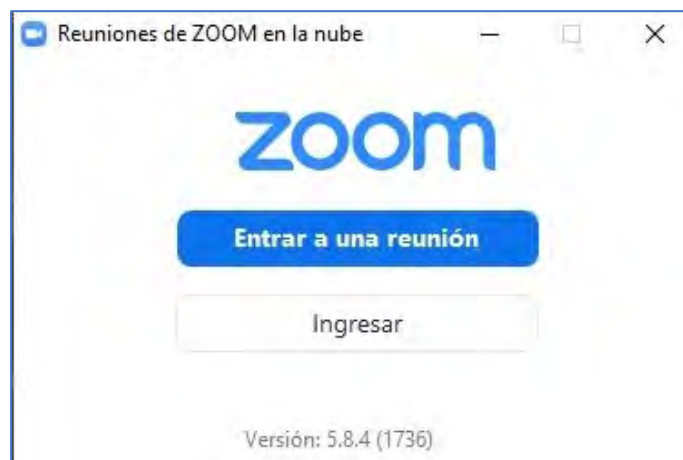 Reuniones de ZOOM en la nube
zoom
Entrar a una reunión
Ingresar
Versión: 5.8.4 (1736)